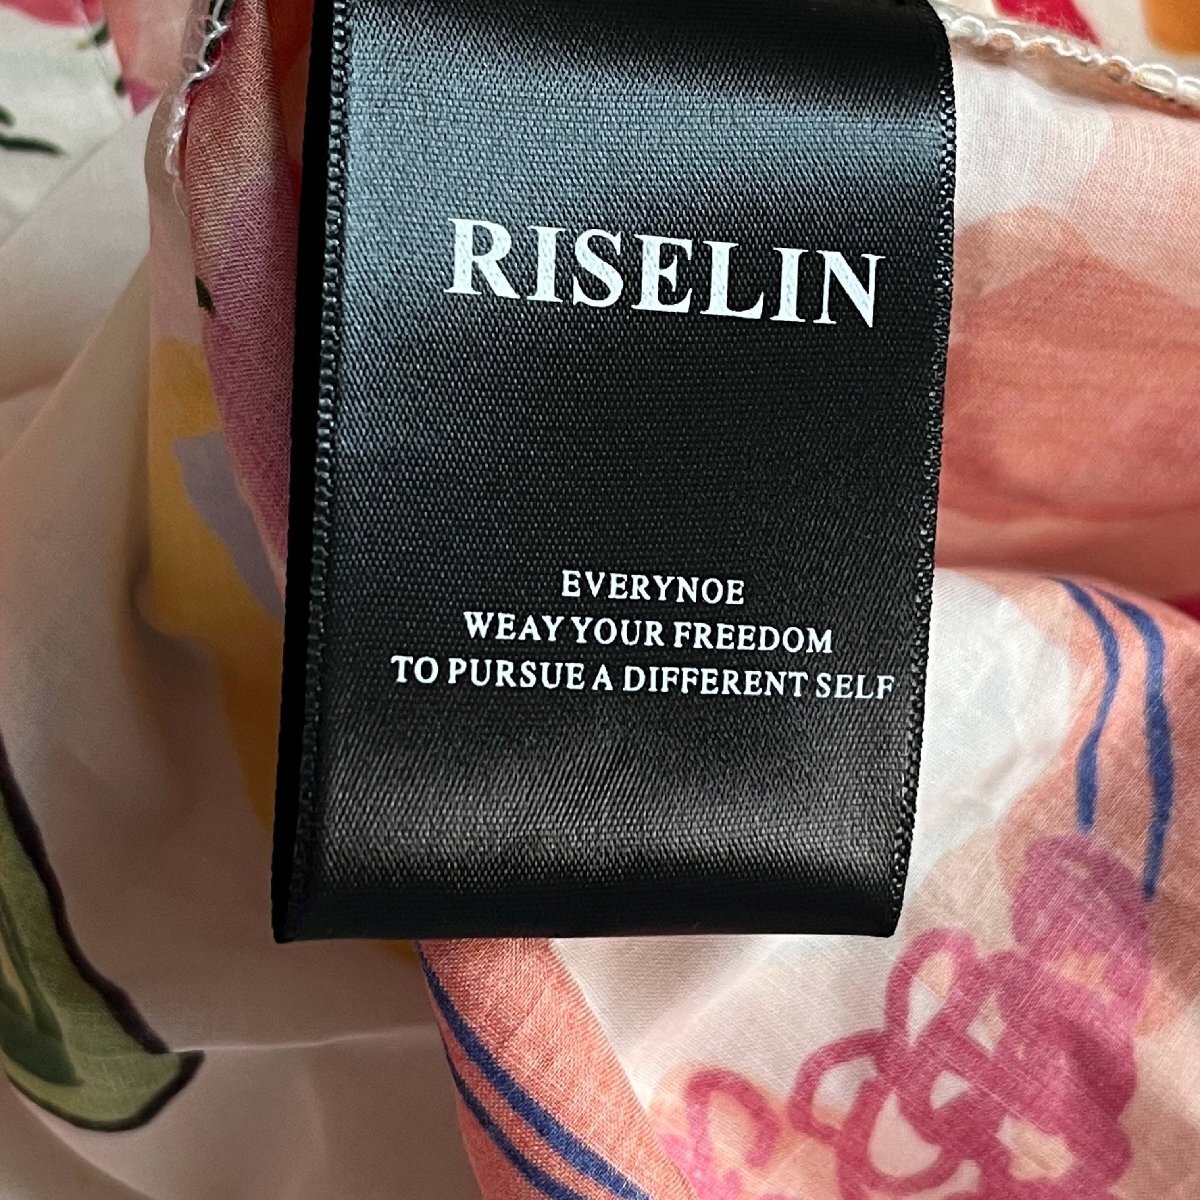 RISELIN
EVERYNOE
WEAY YOUR FREEDOM
TO PURSUE A DIFFERENT SELF